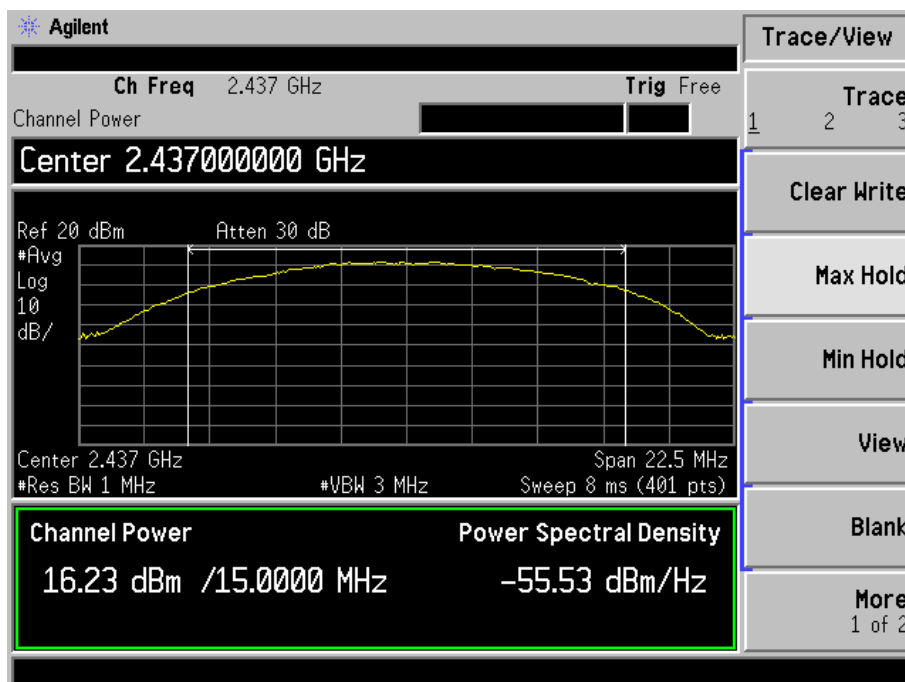 Agilent
Trace/View
Ch Freq 2.437 GHz Trig Free
Channel Power
Trace
1 2 3
Center 2.437000000 GHz
Clear Write
Ref 20 dBm Atten 30 dB
#Avg
Log
10
dB/
Max Hold
Min Hold
Center 2.437 GHz Span 22.5 MHz
#Res BW 1 MHz #VBW 3 MHz Sweep 8 ms (401 pts)
View
Channel Power Power Spectral Density
16.23 dBm /15.0000 MHz -55.53 dBm/Hz
Blank
More
1 of 2